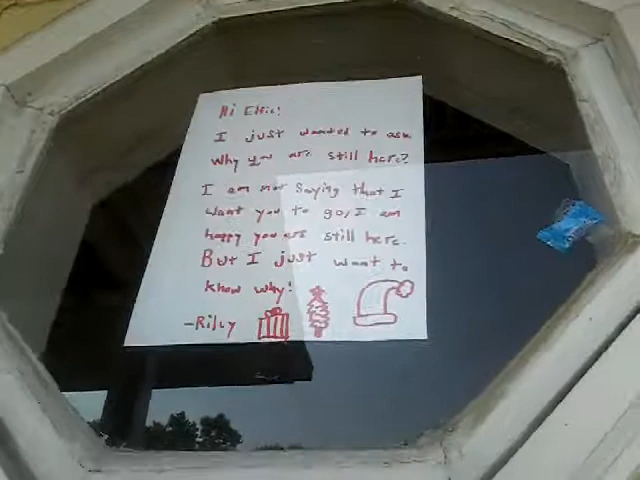 Hi Elfie!
I just wanted to ask
why you are still here?
I am not saying that I
want you to go, I am
happy you are still here.
But I just want to
know why!
-Riley